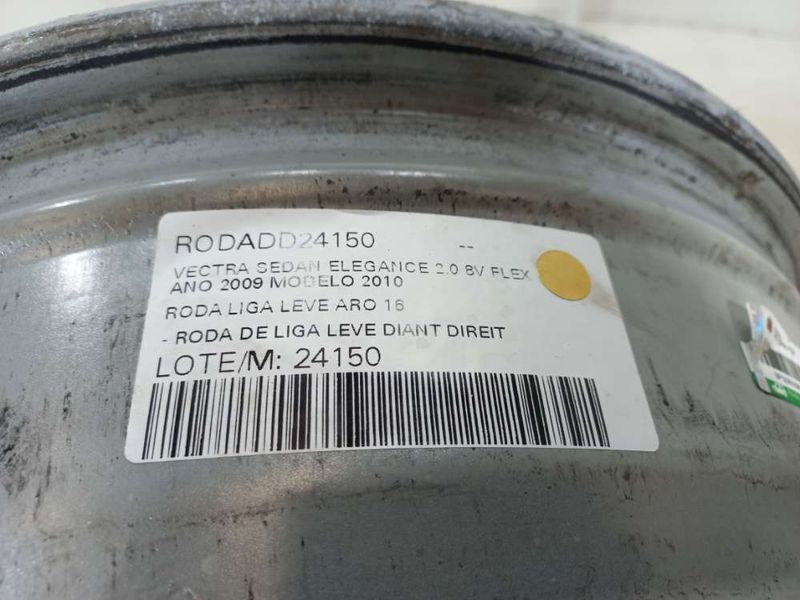 RODADD24150 --
VECTRA SEDAN ELEGANCE 2.0 8V FLEX
ANO 2009 MODELO 2010
RODA LIGA LEVE ARO 16
- RODA DE LIGA LEVE DIANT DIREIT
LOTE/M: 24150